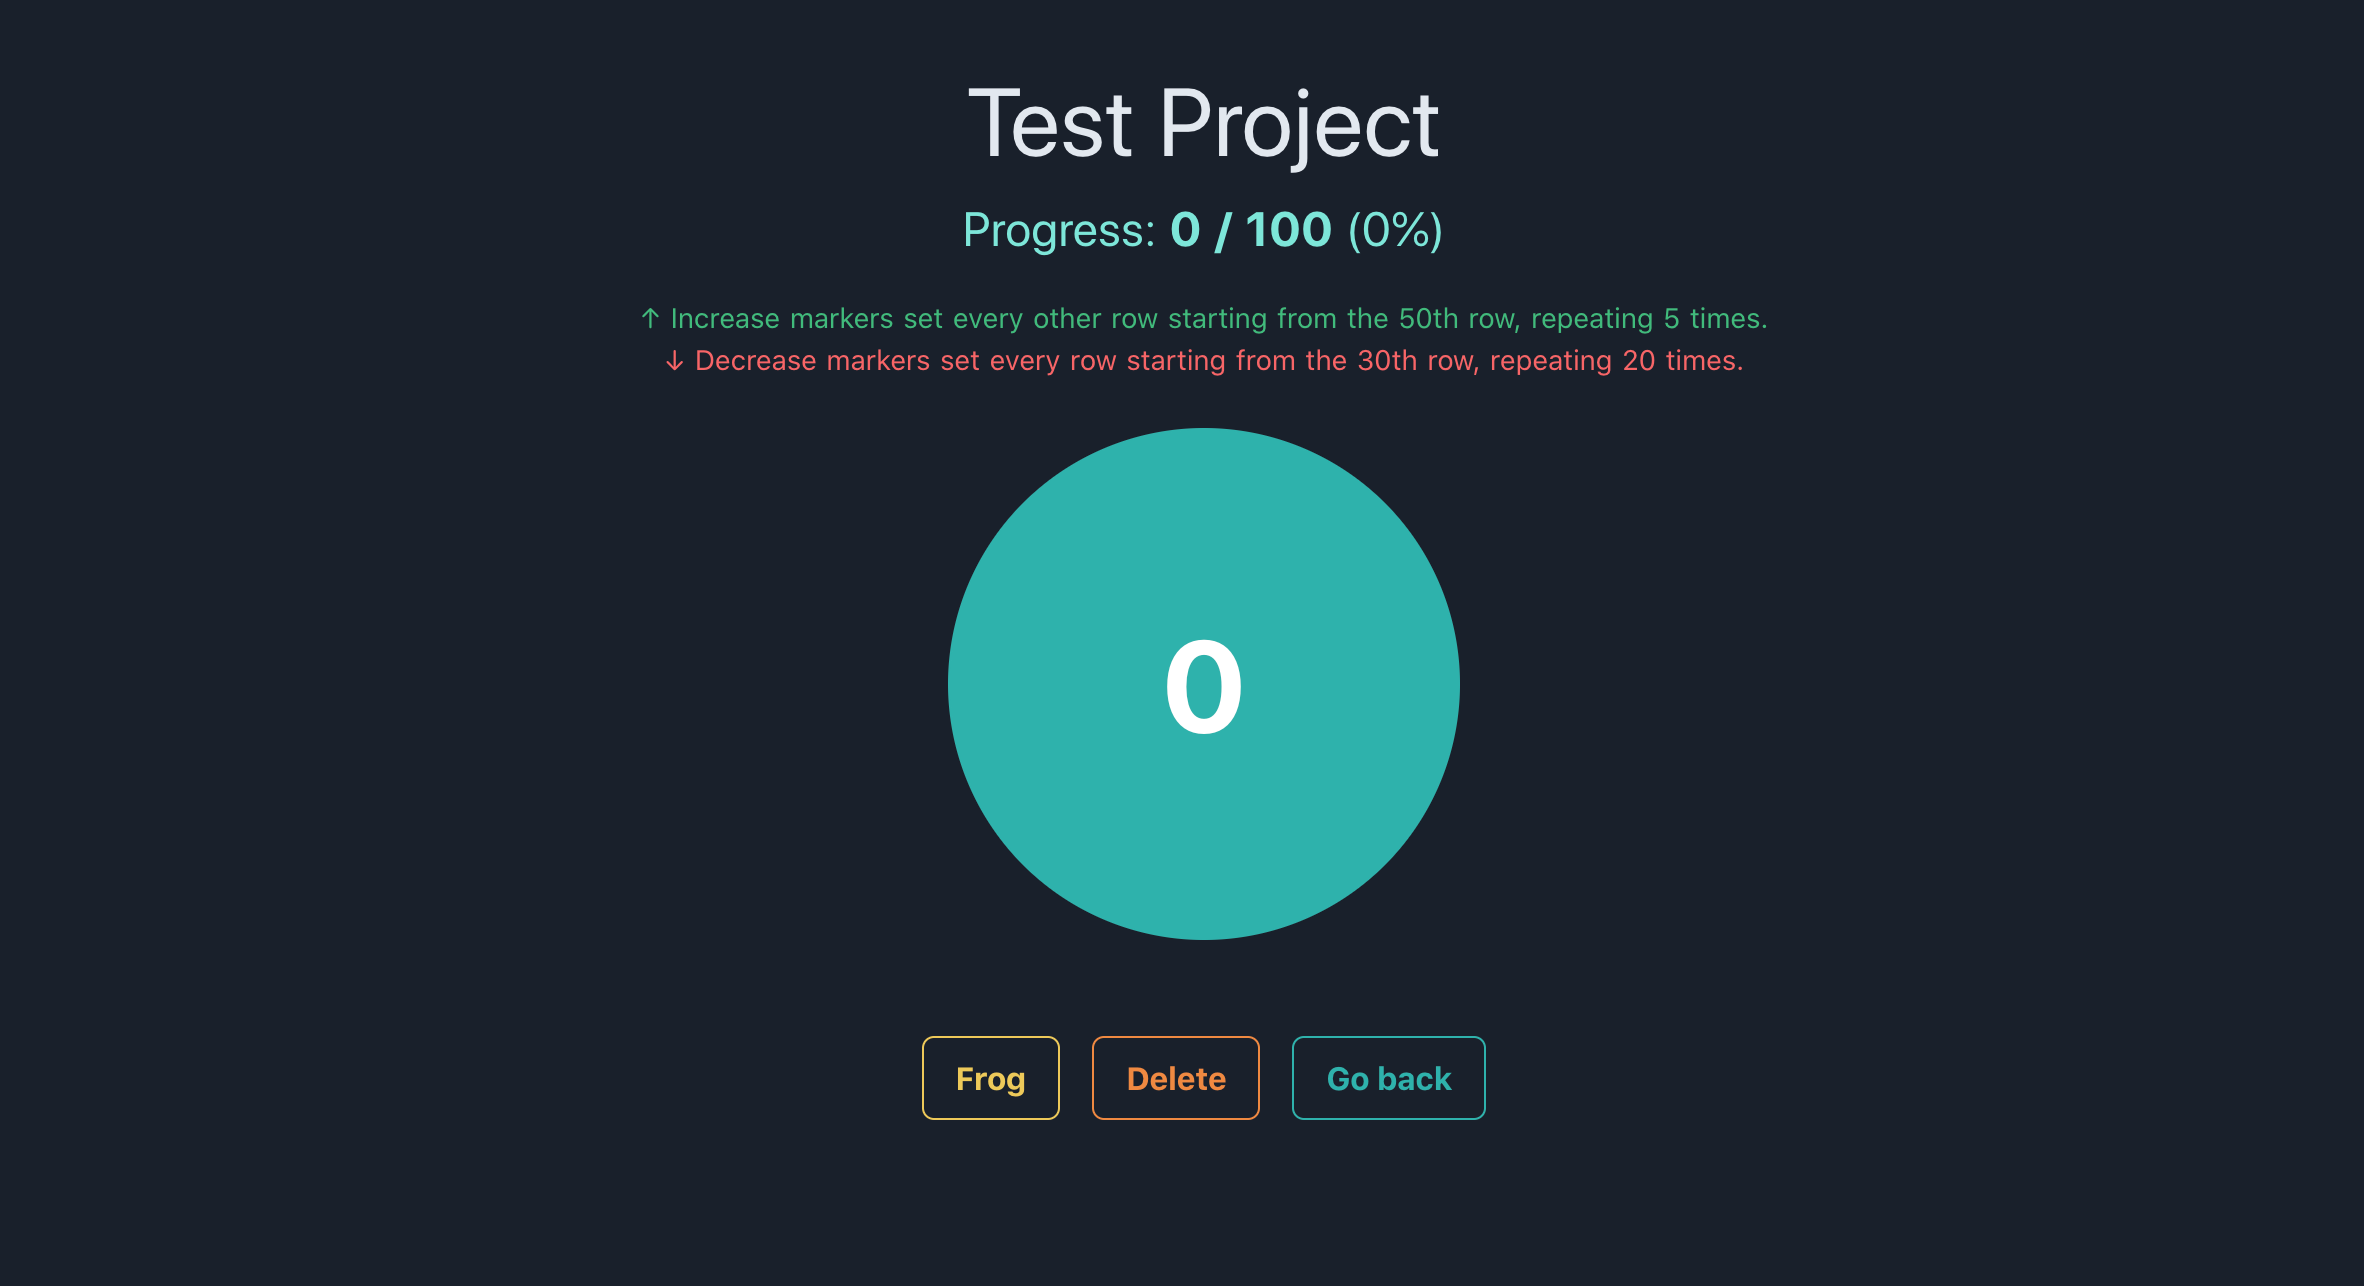 Test Project
Progress: 0 / 100 (0%)
↑ Increase markers set every other row starting from the 50th row, repeating 5 times.
↓ Decrease markers set every row starting from the 30th row, repeating 20 times.
0
Frog Delete Go back